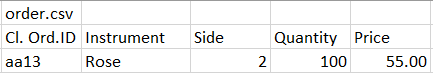 order.csv
Cl. Ord.ID Instrument Side Quantity Price
aa13 Rose 2 100 55.00